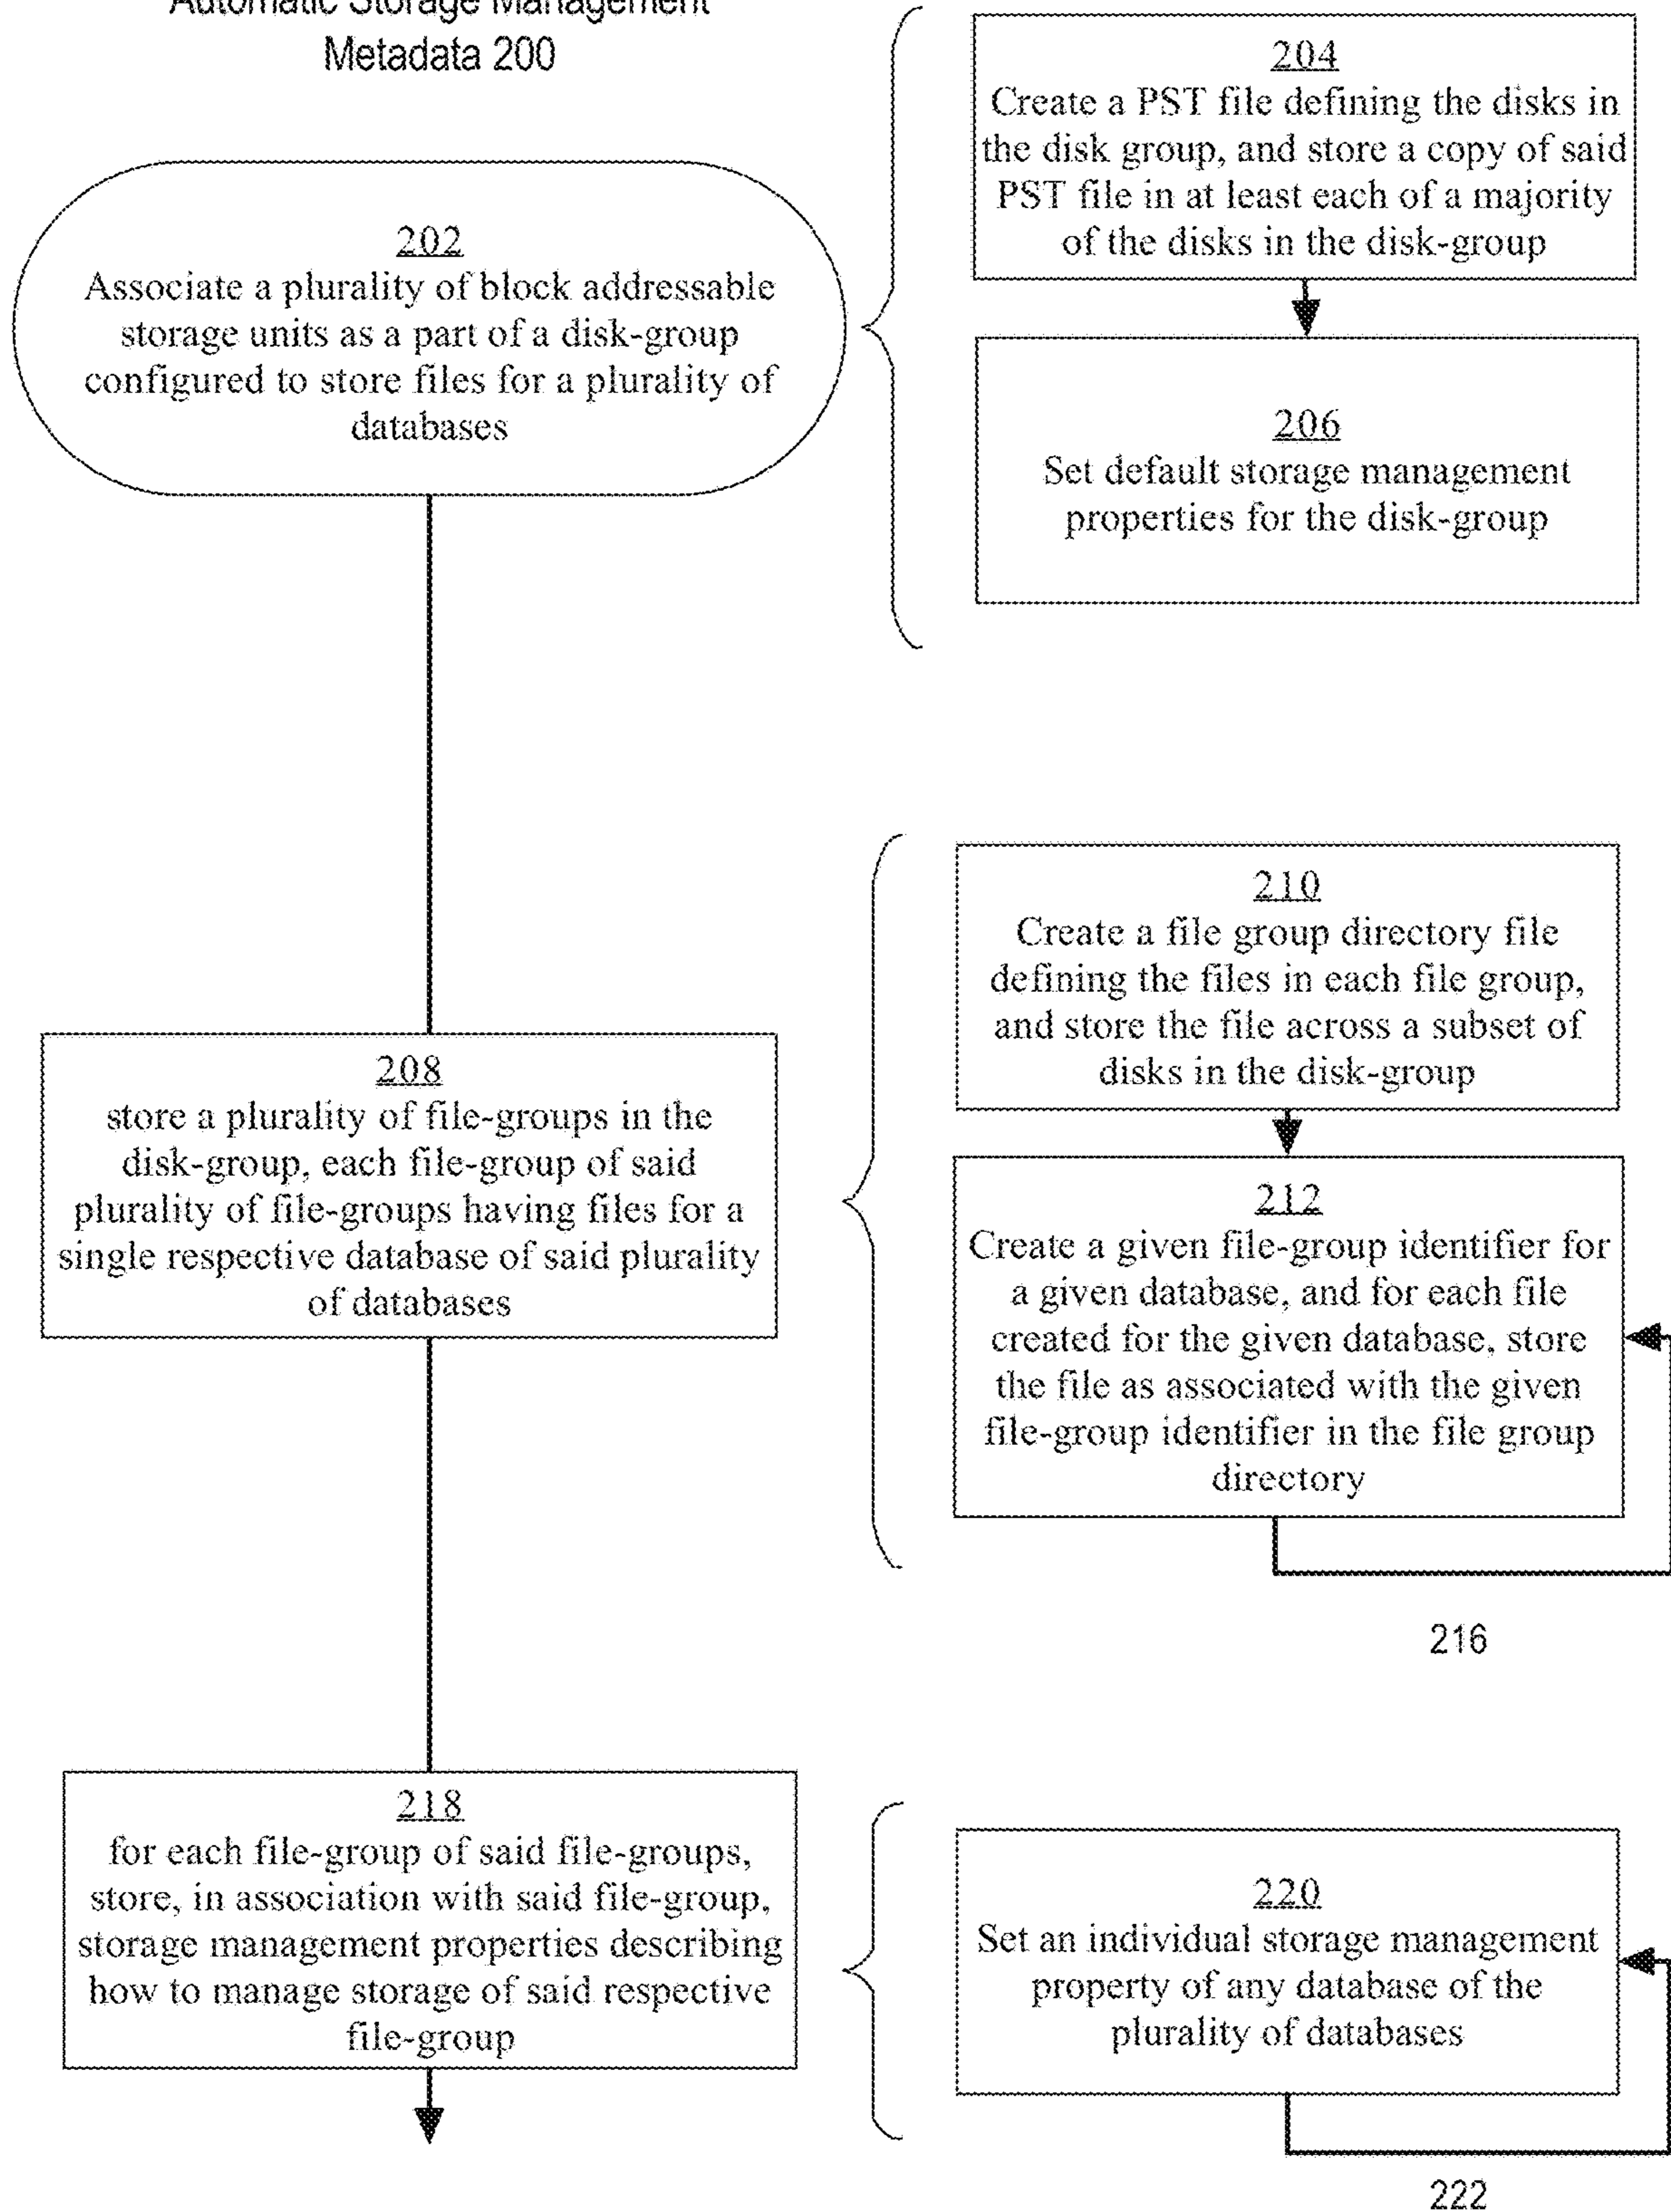 Automatic Storage Management
Metadata 200
202
Associate a plurality of block addressable
storage units as a part of a disk-group
configured to store files for a plurality of
databases
204
Create a PST file defining the disks in
the disk group, and store a copy of said
PST file in at least each of a majority
of the disks in the disk-group
206
Set default storage management
properties for the disk-group
208
store a plurality of file-groups in the
disk-group, each file-group of said
plurality of file-groups having files for a
single respective database of said plurality
of databases
210
Create a file group directory file
defining the files in each file group,
and store the file across a subset of
disks in the disk-group
212
Create a given file-group identifier for
a given database, and for each file
created for the given database, store
the file as associated with the given
file-group identifier in the file group
directory
216
218
for each file-group of said file-groups,
store, in association with said file-group,
storage management properties describing
how to manage storage of said respective
file-group
220
Set an individual storage management
property of any database of the
plurality of databases
222